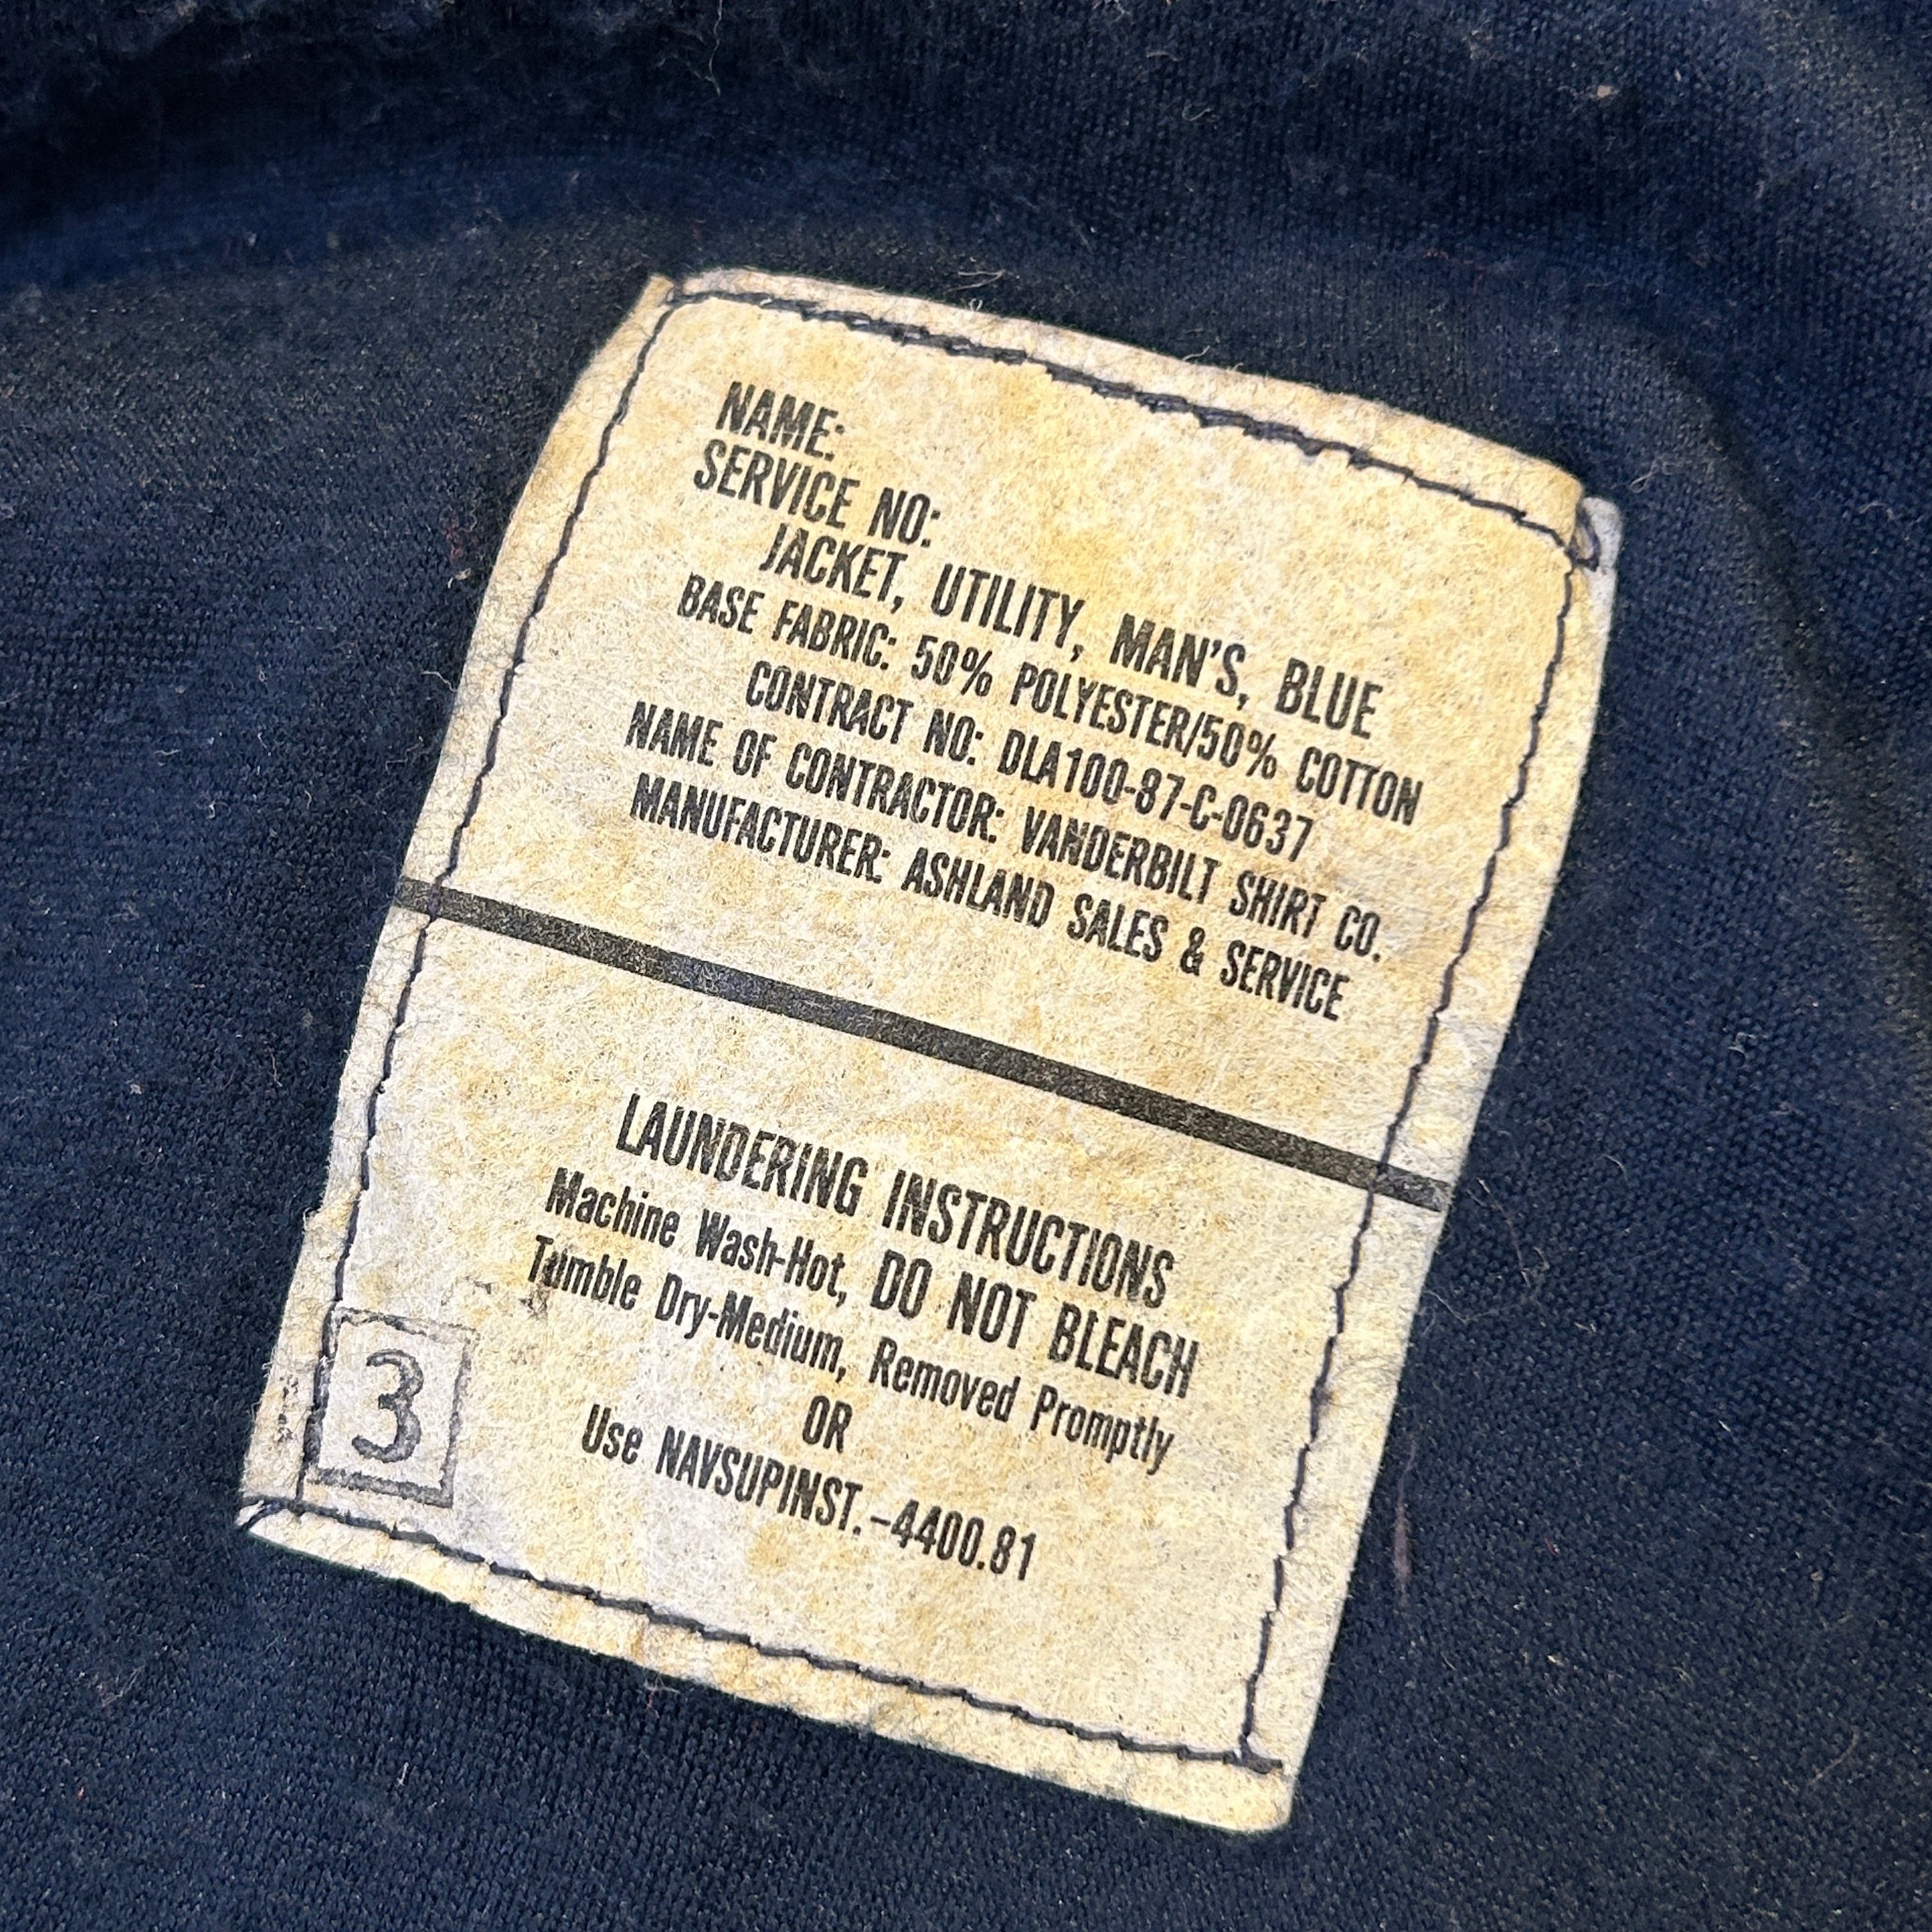 NAME:
SERVICE NO:
JACKET, UTILITY, MAN'S, BLUE
BASE FABRIC: 50% POLYESTER/50% COTTON
CONTRACT NO: DLA100-87-C-0637
NAME OF CONTRACTOR: VANDERBILT SHIRT CO.
MANUFACTURER: ASHLAND SALES & SERVICE
LAUNDERING INSTRUCTIONS
Machine Wash-Hot, DO NOT BLEACH
Tumble Dry-Medium, Removed Promptly
OR
Use NAVSUPINST.-4400.81
3